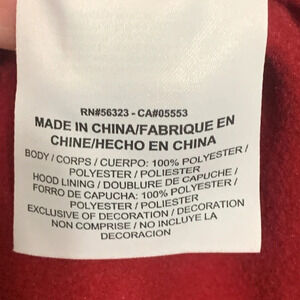 RN#56323 - CA#05553
MADE IN CHINA/FABRIQUE EN
CHINE/HECHO EN CHINA
BODY / CORPS / CUERPO: 100% POLYESTER /
POLYESTER / POLIESTER
HOOD LINING / DOUBLURE DE CAPUCHE /
FORRO DE CAPUCHA: 100% POLYESTER /
POLYESTER / POLIESTER
EXCLUSIVE OF DECORATION / DECORATION
NON COMPRISE / NO INCLUYE LA
DECORACION